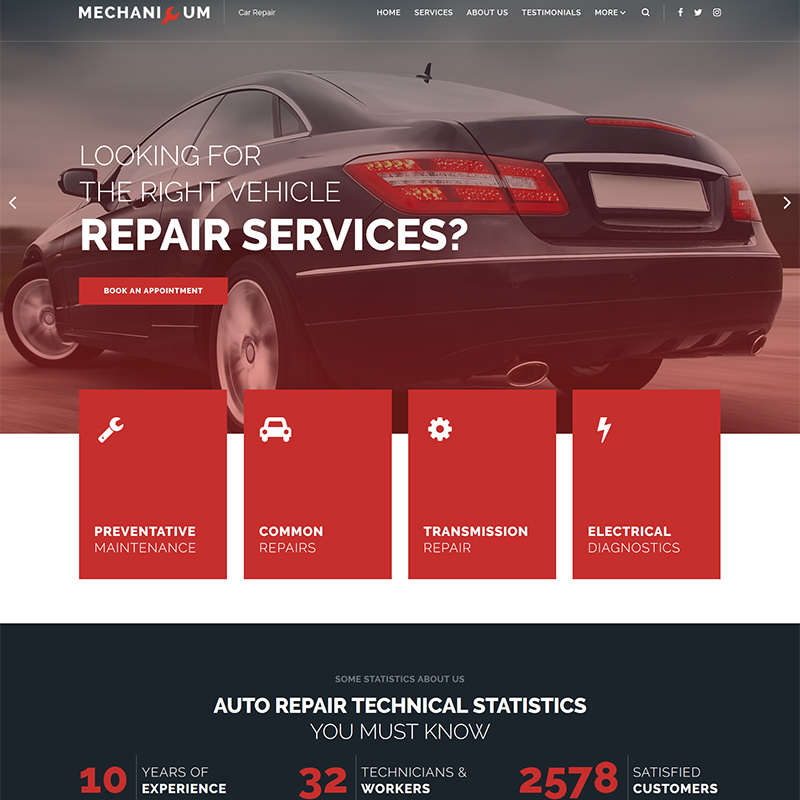 MECHANICUM
Car Repair
HOME SERVICES ABOUT US TESTIMONIALS MORE
LOOKING FOR
THE RIGHT VEHICLE
REPAIR SERVICES?
BOOK AN APPOINTMENT
PREVENTATIVE
MAINTENANCE
COMMON
REPAIRS
TRANSMISSION
REPAIR
ELECTRICAL
DIAGNOSTICS
SOME STATISTICS ABOUT US
AUTO REPAIR TECHNICAL STATISTICS
YOU MUST KNOW
10 YEARS OF
EXPERIENCE
32 TECHNICIANS &
WORKERS
2578 SATISFIED
CUSTOMERS